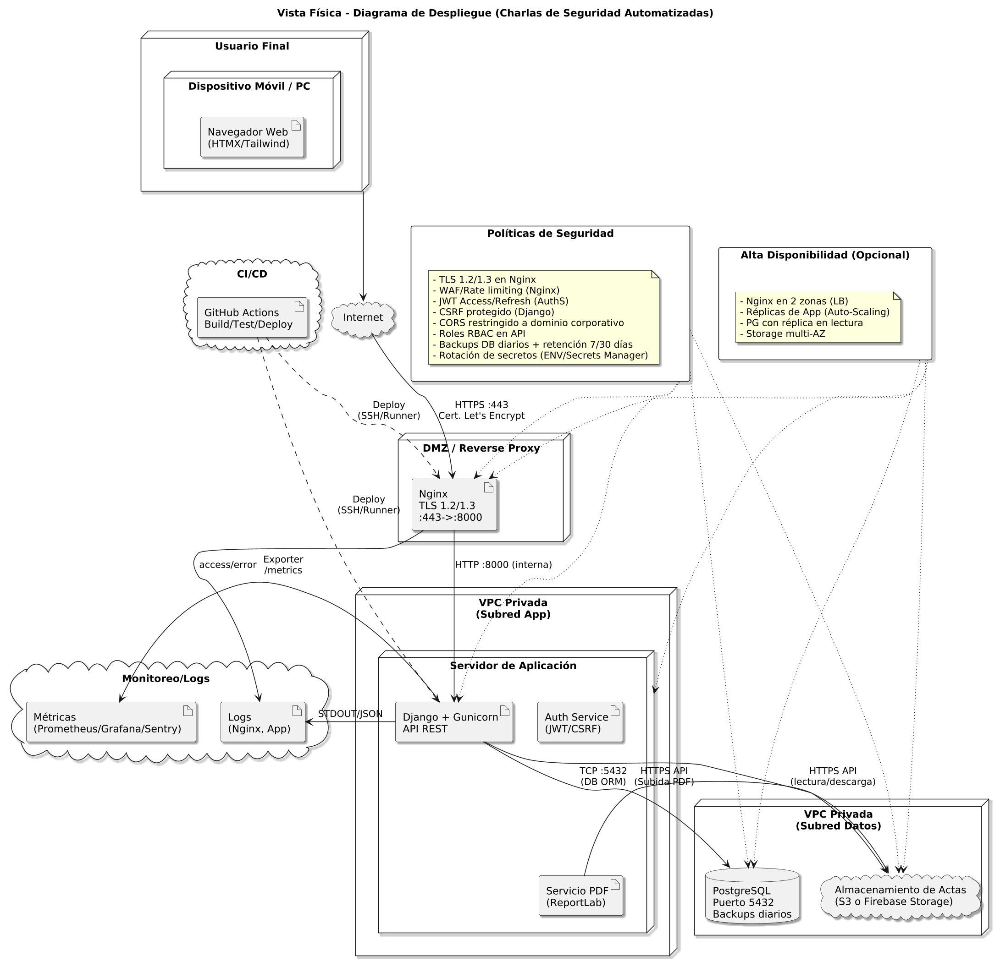 Vista Física - Diagrama de Despliegue (Charlas de Seguridad Automatizadas)
Usuario Final
Dispositivo Móvil / PC
Navegador Web
(HTMX/Tailwind)
Políticas de Seguridad
- TLS 1.2/1.3 en Nginx
- WAF/Rate limiting (Nginx)
- JWT Access/Refresh (AuthS)
- CSRF protegido (Django)
- CORS restringido a dominio corporativo
- Roles RBAC en API
- Backups DB diarios + retención 7/30 días
- Rotación de secretos (ENV/Secrets Manager)
Alta Disponibilidad (Opcional)
- Nginx en 2 zonas (LB)
- Réplicas de App (Auto-Scaling)
- PG con réplica en lectura
- Storage multi-AZ
CI/CD
GitHub Actions
Build/Test/Deploy
Internet
Deploy
(SSH/Runner)
HTTPS :443
Cert. Let's Encrypt
DMZ / Reverse Proxy
Nginx
TLS 1.2/1.3
:443->:8000
Deploy
(SSH/Runner)
access/error
Exporter
/metrics
HTTP :8000 (interna)
VPC Privada
(Subred App)
Servidor de Aplicación
Monitoreo/Logs
Métricas
(Prometheus/Grafana/Sentry)
Logs
(Nginx, App)
STDOUT/JSON
Django + Gunicorn
API REST
Auth Service
(JWT/CSRF)
TCP :5432
(DB ORM)
HTTPS API
(Subida PDF)
HTTPS API
(lectura/descarga)
VPC Privada
(Subred Datos)
Servicio PDF
(ReportLab)
PostgreSQL
Puerto 5432
Backups diarios
Almacenamiento de Actas
(S3 o Firebase Storage)